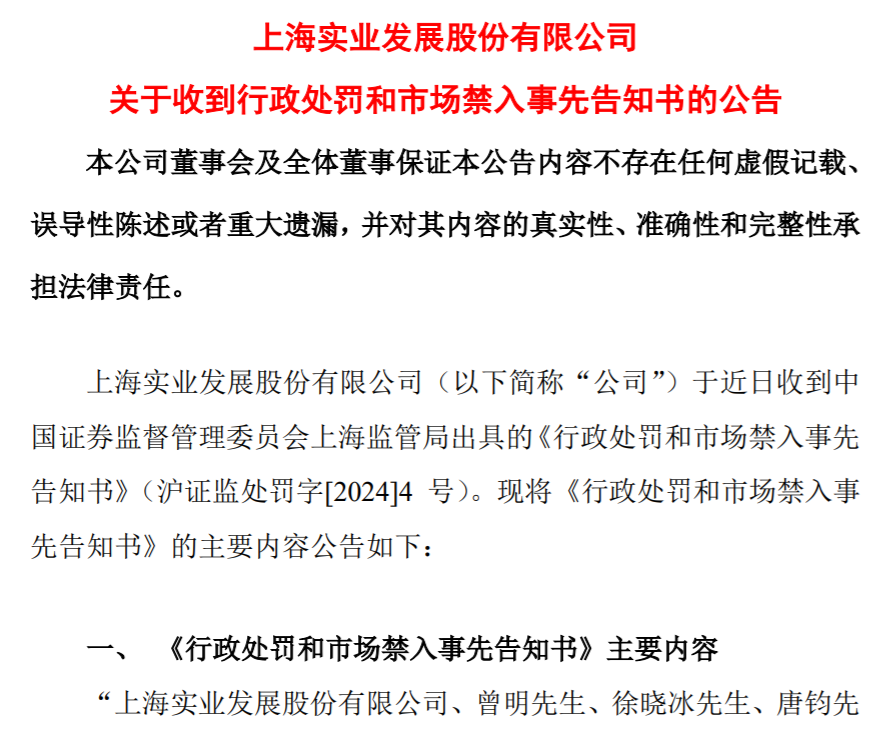 上海实业发展股份有限公司
关于收到行政处罚和市场禁入事先告知书的公告
本公司董事会及全体董事保证本公告内容不存在任何虚假记载、
误导性陈述或者重大遗漏，并对其内容的真实性、准确性和完整性承
担法律责任。
上海实业发展股份有限公司（以下简称“公司”）于近日收到中
国证券监督管理委员会上海监管局出具的《行政处罚和市场禁入事先
告知书》（沪证监处罚字[2024]4 号）。现将《行政处罚和市场禁入事
先告知书》的主要内容公告如下：
一、 《行政处罚和市场禁入事先告知书》主要内容
“上海实业发展股份有限公司、曾明先生、徐晓冰先生、唐钧先